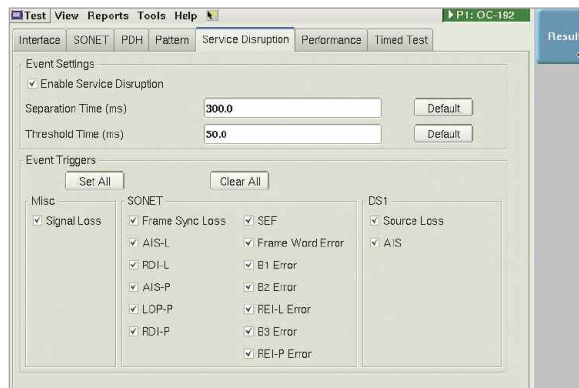 Test View Reports Tools Help
P1: OC-192
Interface SONET PDH Pattern Service Disruption Performance Timed Test
Event Settings
Enable Service Disruption
Separation Time (ms) 300.0 Default
Threshold Time (ms) 50.0 Default
Event Triggers
Set All Clear All
Misc SONET DS1
Signal Loss Frame Sync Loss SEF Source Loss
AIS-L Frame Word Error AIS
RDI-L B1 Error
AIS-P B2 Error
LOP-P REI-L Error
RDI-P B3 Error
REI-P Error